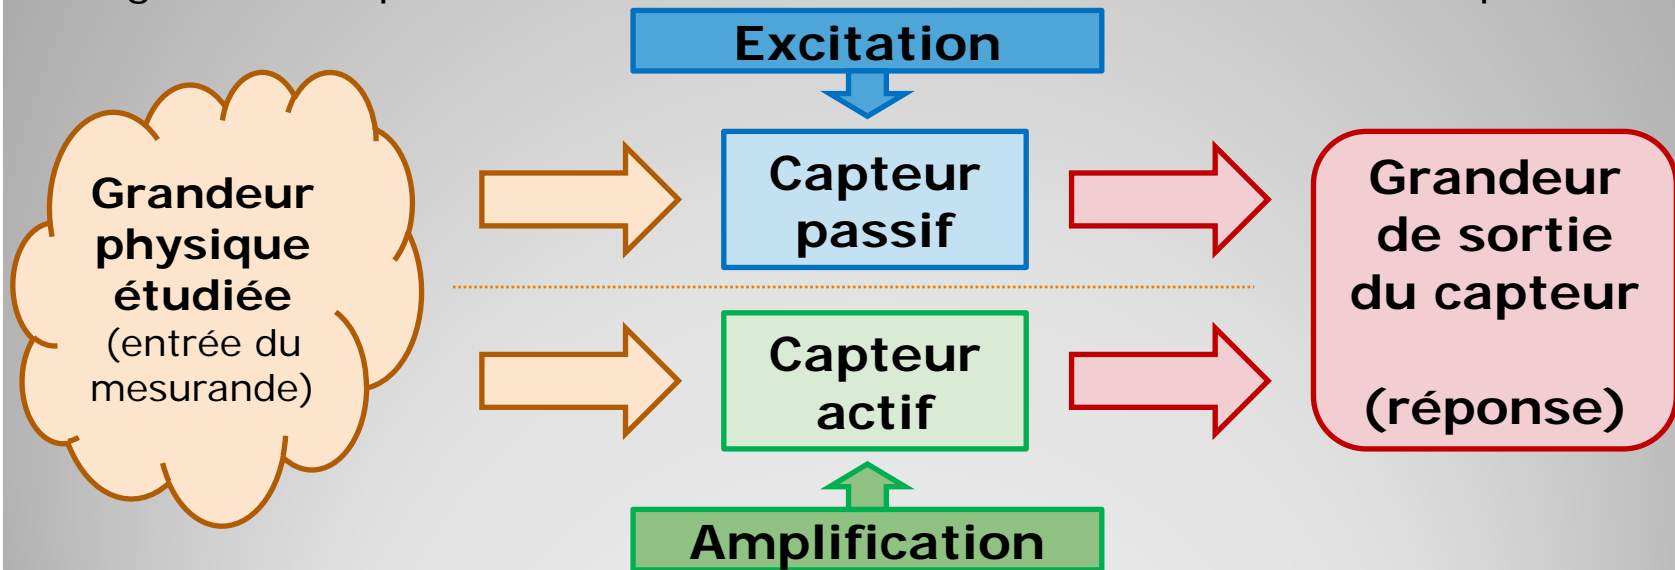 Excitation
Grandeur
physique
étudiée
(entrée du
mesurande)
Capteur
passif
Capteur
actif
Grandeur
de sortie
du capteur
(réponse)
Amplification